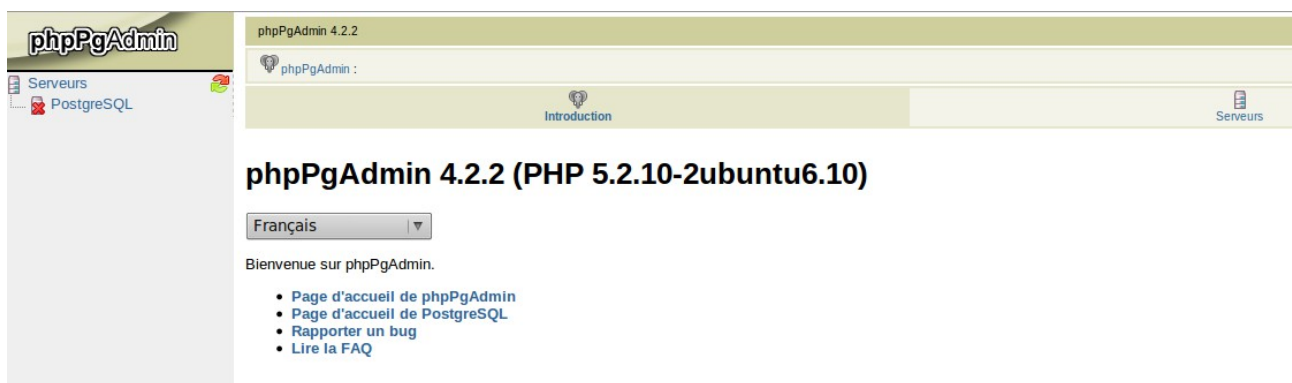 phpPgAdmin
Serveurs
PostgreSQL
phpPgAdmin 4.2.2
phpPgAdmin :
Introduction
Serveurs
phpPgAdmin 4.2.2 (PHP 5.2.10-2ubuntu6.10)
Français
Bienvenue sur phpPgAdmin.
Page d'accueil de phpPgAdmin
Page d'accueil de PostgreSQL
Rapporter un bug
Lire la FAQ